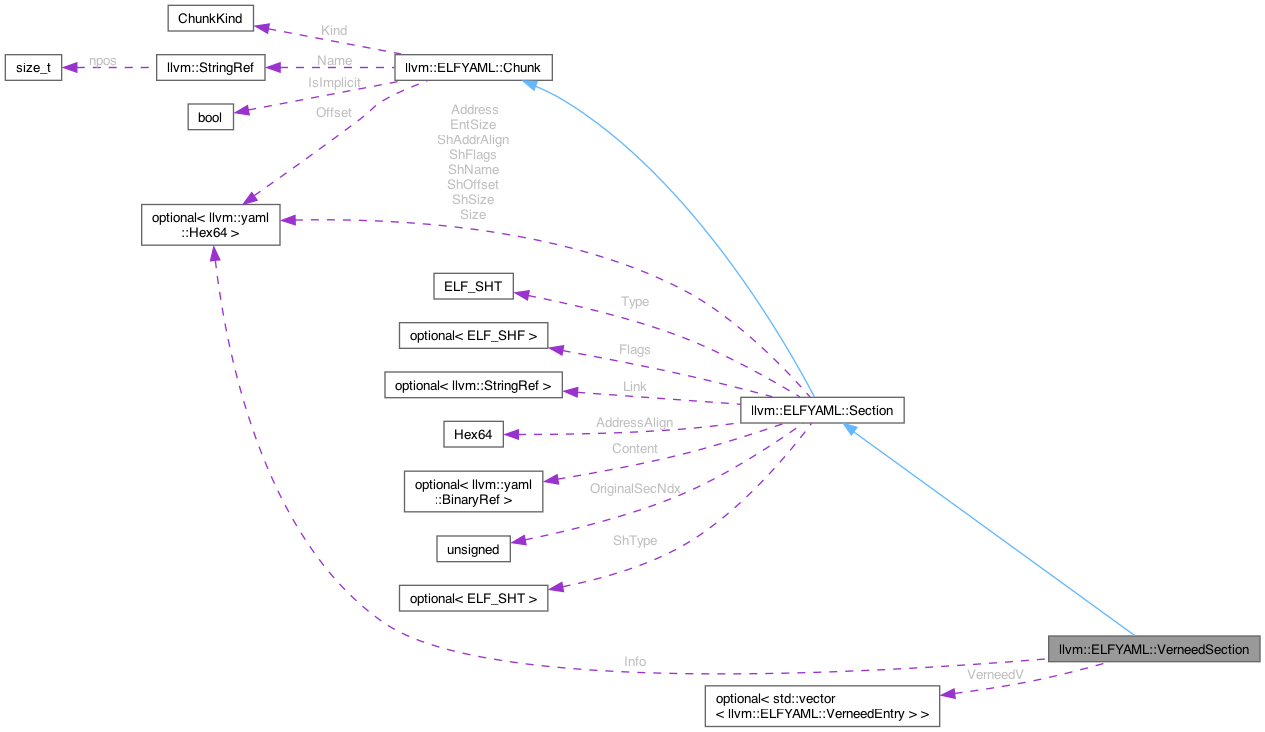 ChunkKind
Kind
size_t
npos
llvm::StringRef
Name
llvm::ELFYAML::Chunk
IsImplicit
bool
Offset
Address
EntSize
ShAddrAlign
ShFlags
ShName
ShOffset
ShSize
Size
optional< llvm::yaml
::Hex64 >
ELF_SHT
Type
optional< ELF_SHF >
Flags
optional< llvm::StringRef >
Link
llvm::ELFYAML::Section
Hex64
AddressAlign
optional< llvm::yaml
::BinaryRef >
Content
OriginalSecNdx
unsigned
ShType
optional< ELF_SHT >
llvm::ELFYAML::VerneedSection
Info
VerneedV
optional< std::vector
< llvm::ELFYAML::VerneedEntry > >